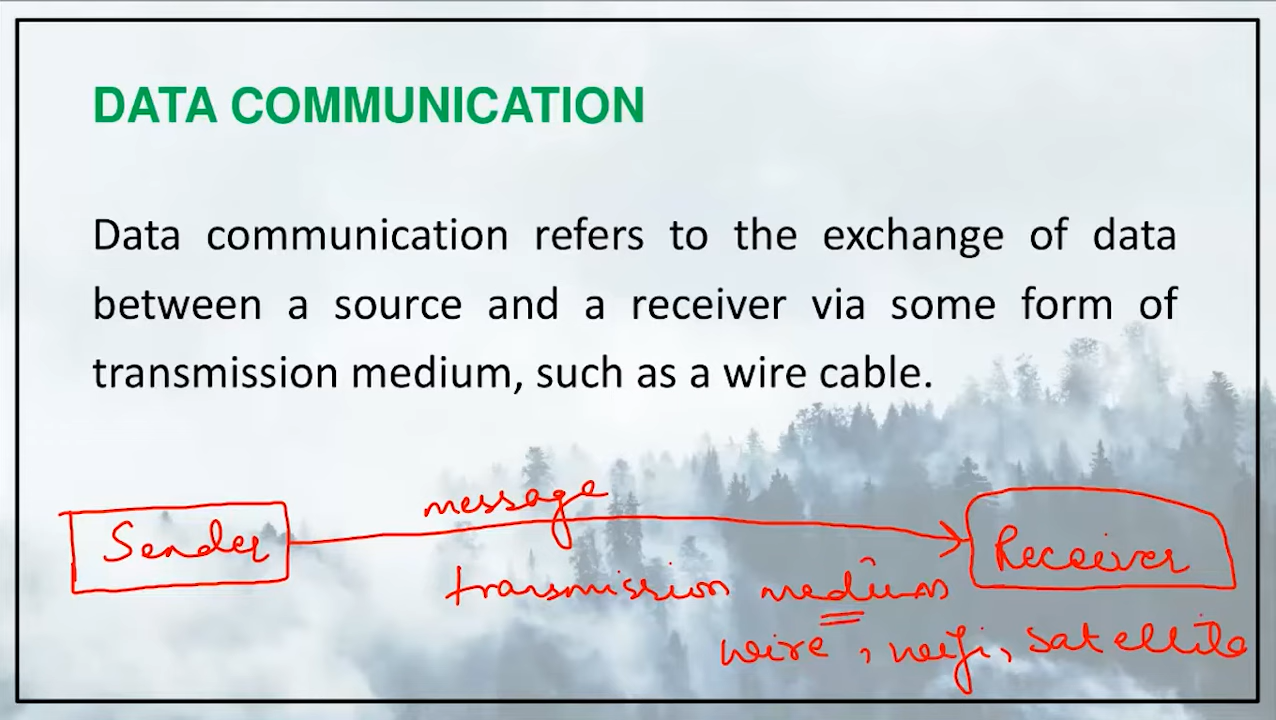 DATA COMMUNICATION
Data communication refers to the exchange of data
between a source and a receiver via some form of
transmission medium, such as a wire cable.
message
Sender
Receiver
transmission medium
wire, wifi, satellite